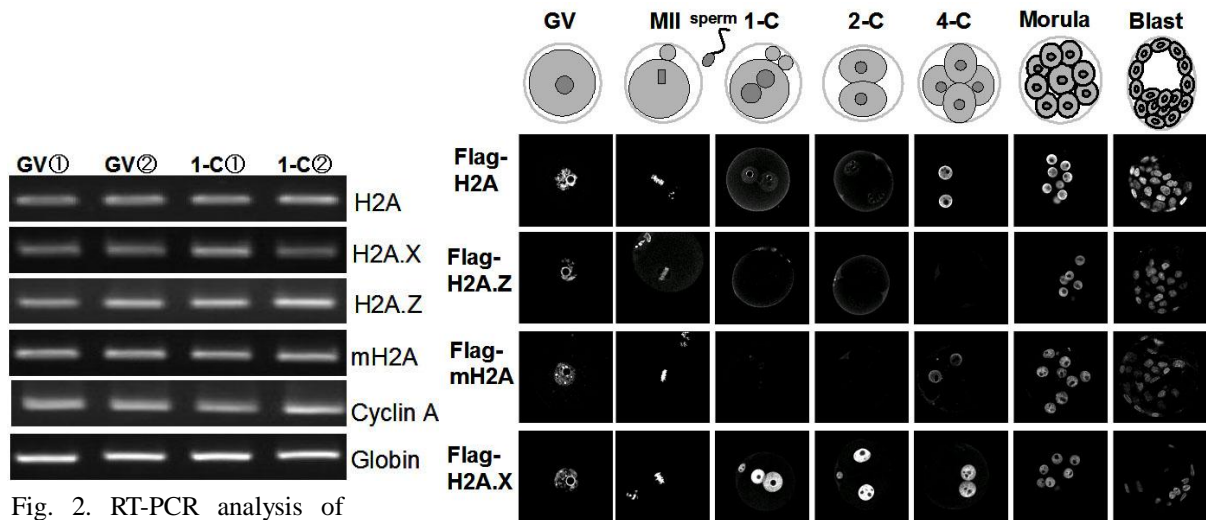 GV① GV② 1-C① 1-C②
H2A
H2A.X
H2A.Z
mH2A
Cyclin A
Globin
Fig. 2. RT-PCR analysis of
GV MII sperm 1-C 2-C 4-C Morula Blast
Flag-
H2A
Flag-
H2A.Z
Flag-
mH2A
Flag-
H2A.X